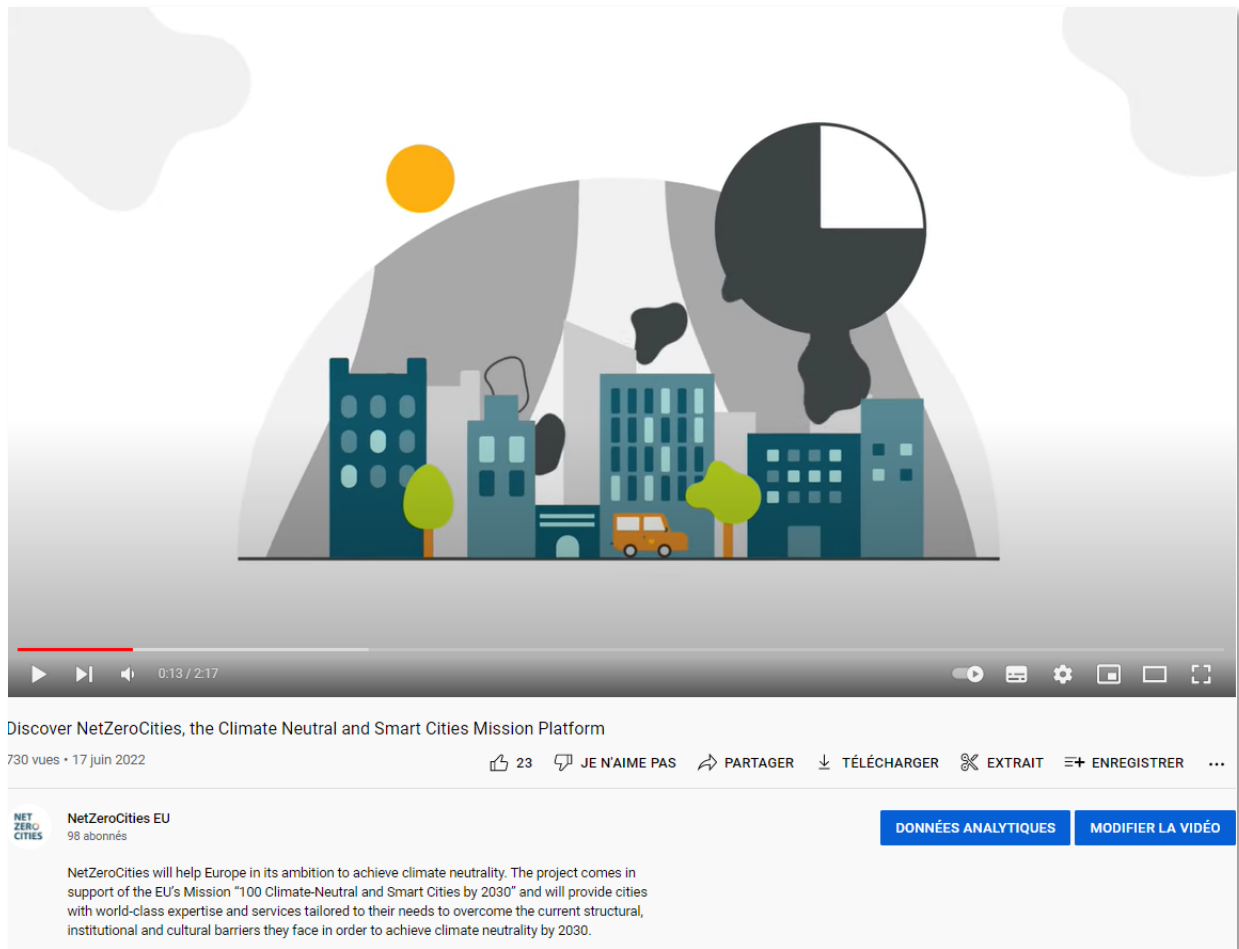 0:13 / 2:17
Discover NetZeroCities, the Climate Neutral and Smart Cities Mission Platform
730 vues • 17 juin 2022
23 JE N'AIME PAS PARTAGER TÉLÉCHARGER EXTRAIT ENREGISTRER ...
NET
ZERO
CITIES
NetZeroCities EU
98 abonnés
DONNÉES ANALYTIQUES MODIFIER LA VIDÉO
NetZeroCities will help Europe in its ambition to achieve climate neutrality. The project comes in
support of the EU's Mission “100 Climate-Neutral and Smart Cities by 2030” and will provide cities
with world-class expertise and services tailored to their needs to overcome the current structural,
institutional and cultural barriers they face in order to achieve climate neutrality by 2030.